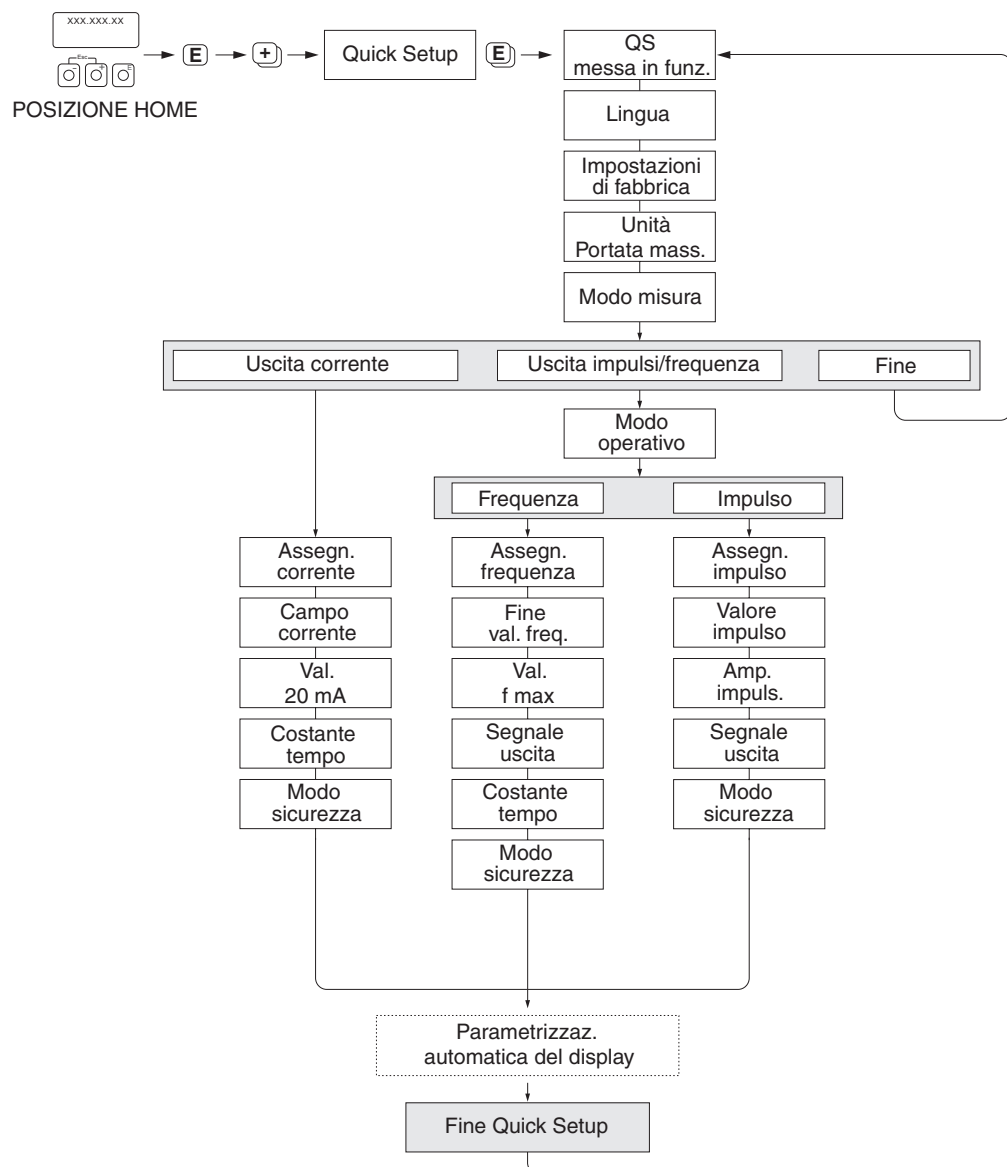 xxx.xxx.xx
Esc
- + E
E
+
Quick Setup
E
QS
messa in funz.
POSIZIONE HOME
Lingua
Impostazioni
di fabbrica
Unità
Portata mass.
Modo misura
Uscita corrente
Uscita impulsi/frequenza
Fine
Modo
operativo
Frequenza
Impulso
Assegn.
corrente
Assegn.
frequenza
Assegn.
impulso
Campo
corrente
Fine
val. freq.
Valore
impulso
Val.
20 mA
Val.
f max
Amp.
impuls.
Costante
tempo
Segnale
uscita
Segnale
uscita
Modo
sicurezza
Costante
tempo
Modo
sicurezza
Modo
sicurezza
Parametrizzaz.
automatica del display
Fine Quick Setup